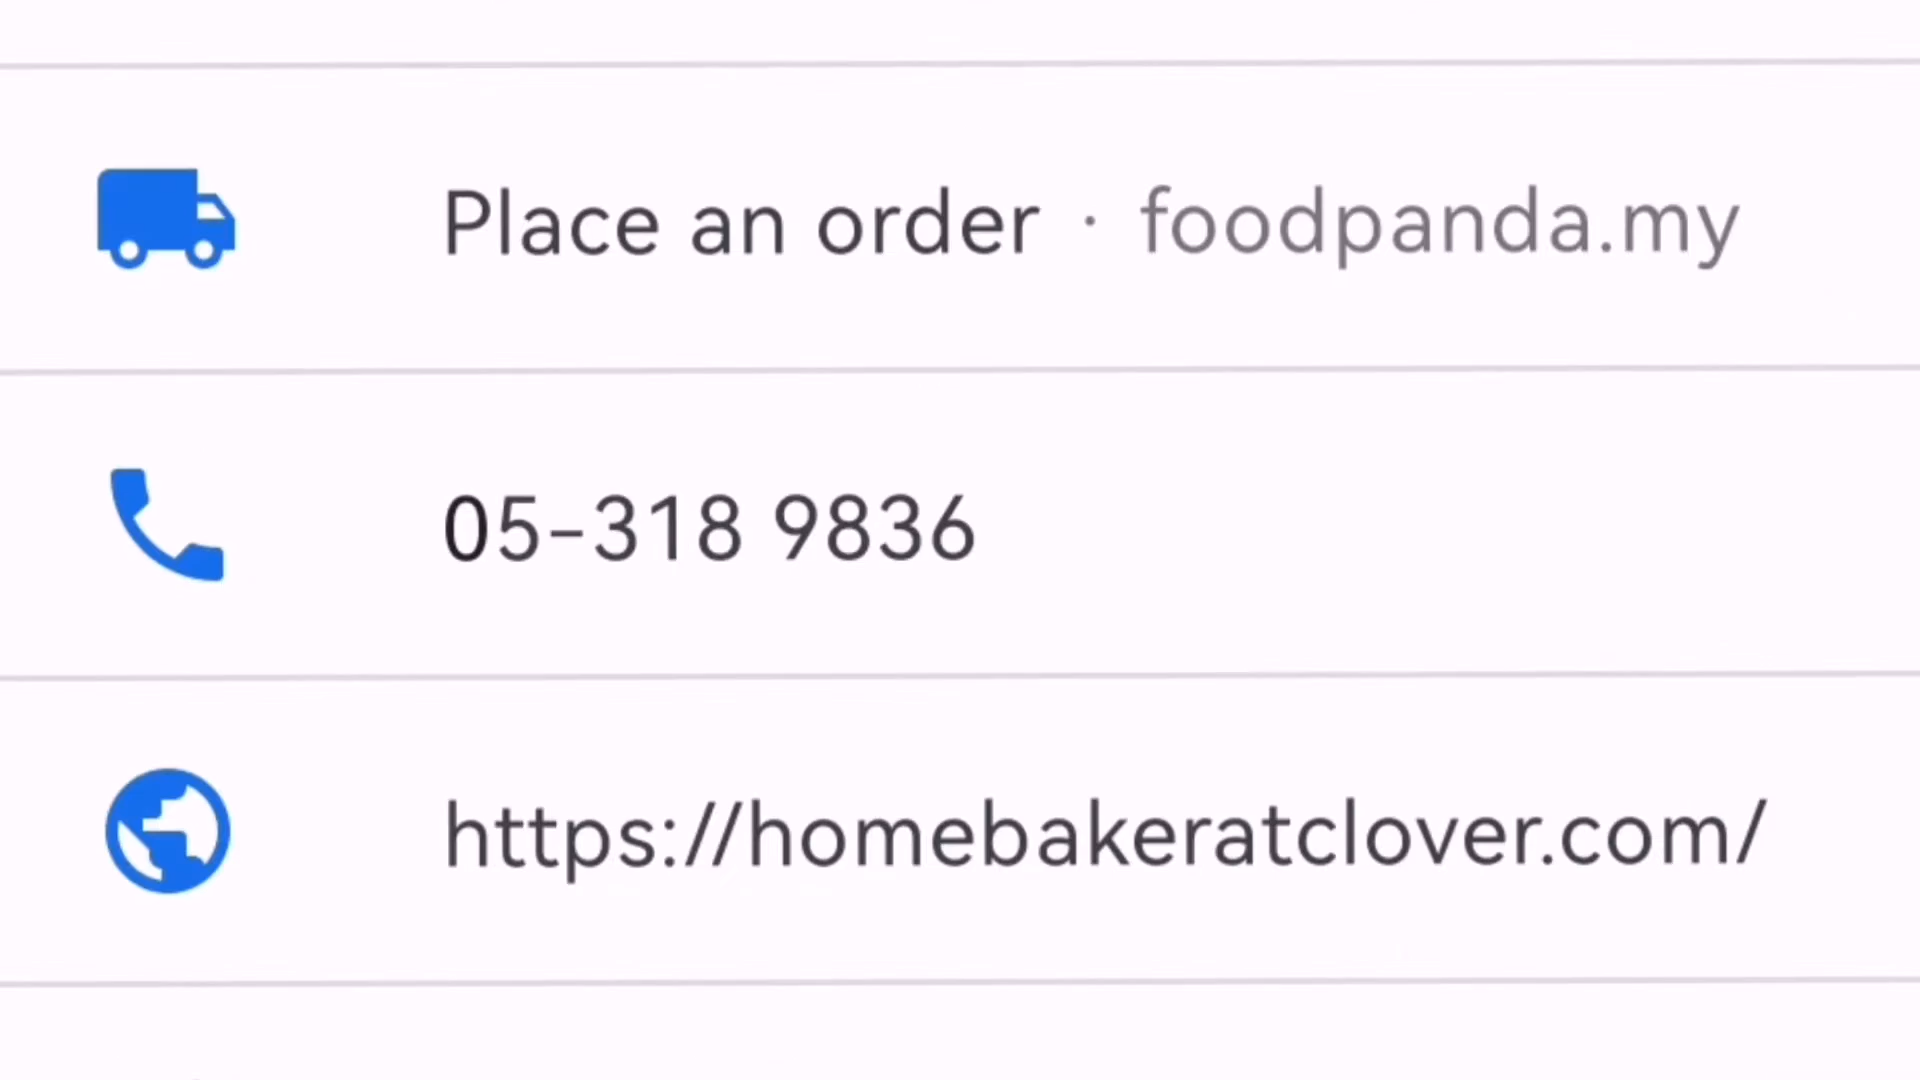 Place an order · foodpanda.my
05-318 9836
https://homebakeratclover.com/